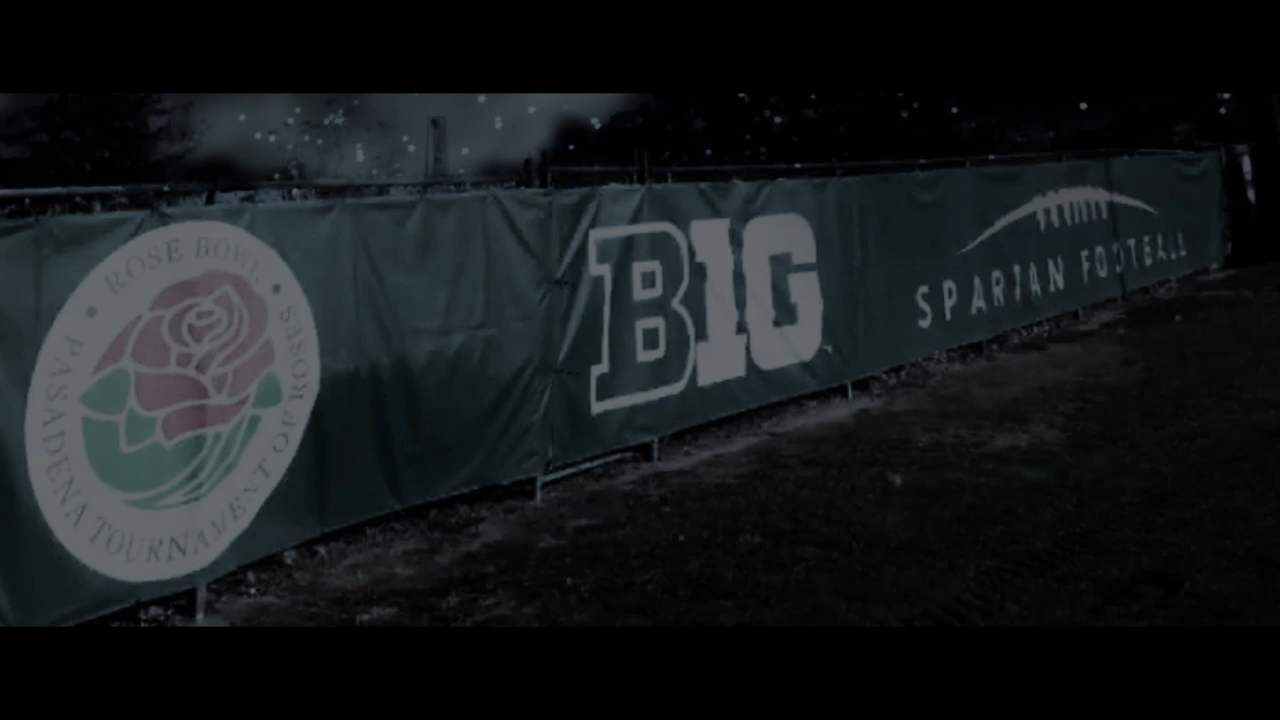 ROSE BOWL
PASADENA TOURNAMENT OF ROSES
BIG
SPARTAN FOOTBALL